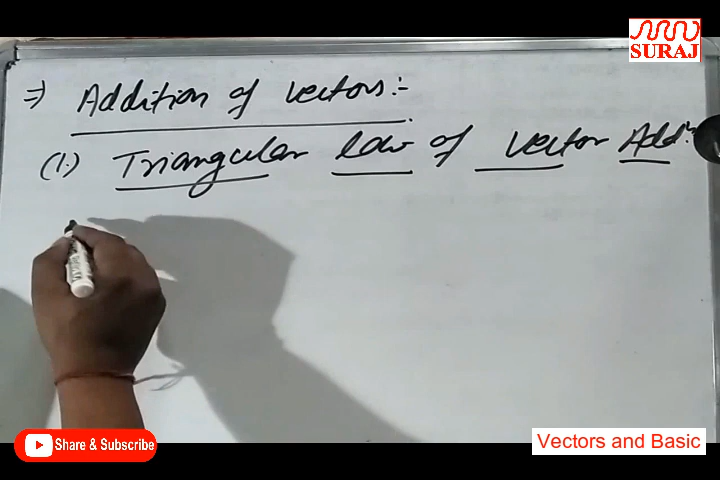 SURAJ
⇒ Addition of vectors:-
(1.) Triangular law of vector Addn:
Share & Subscribe
Vectors and Basic